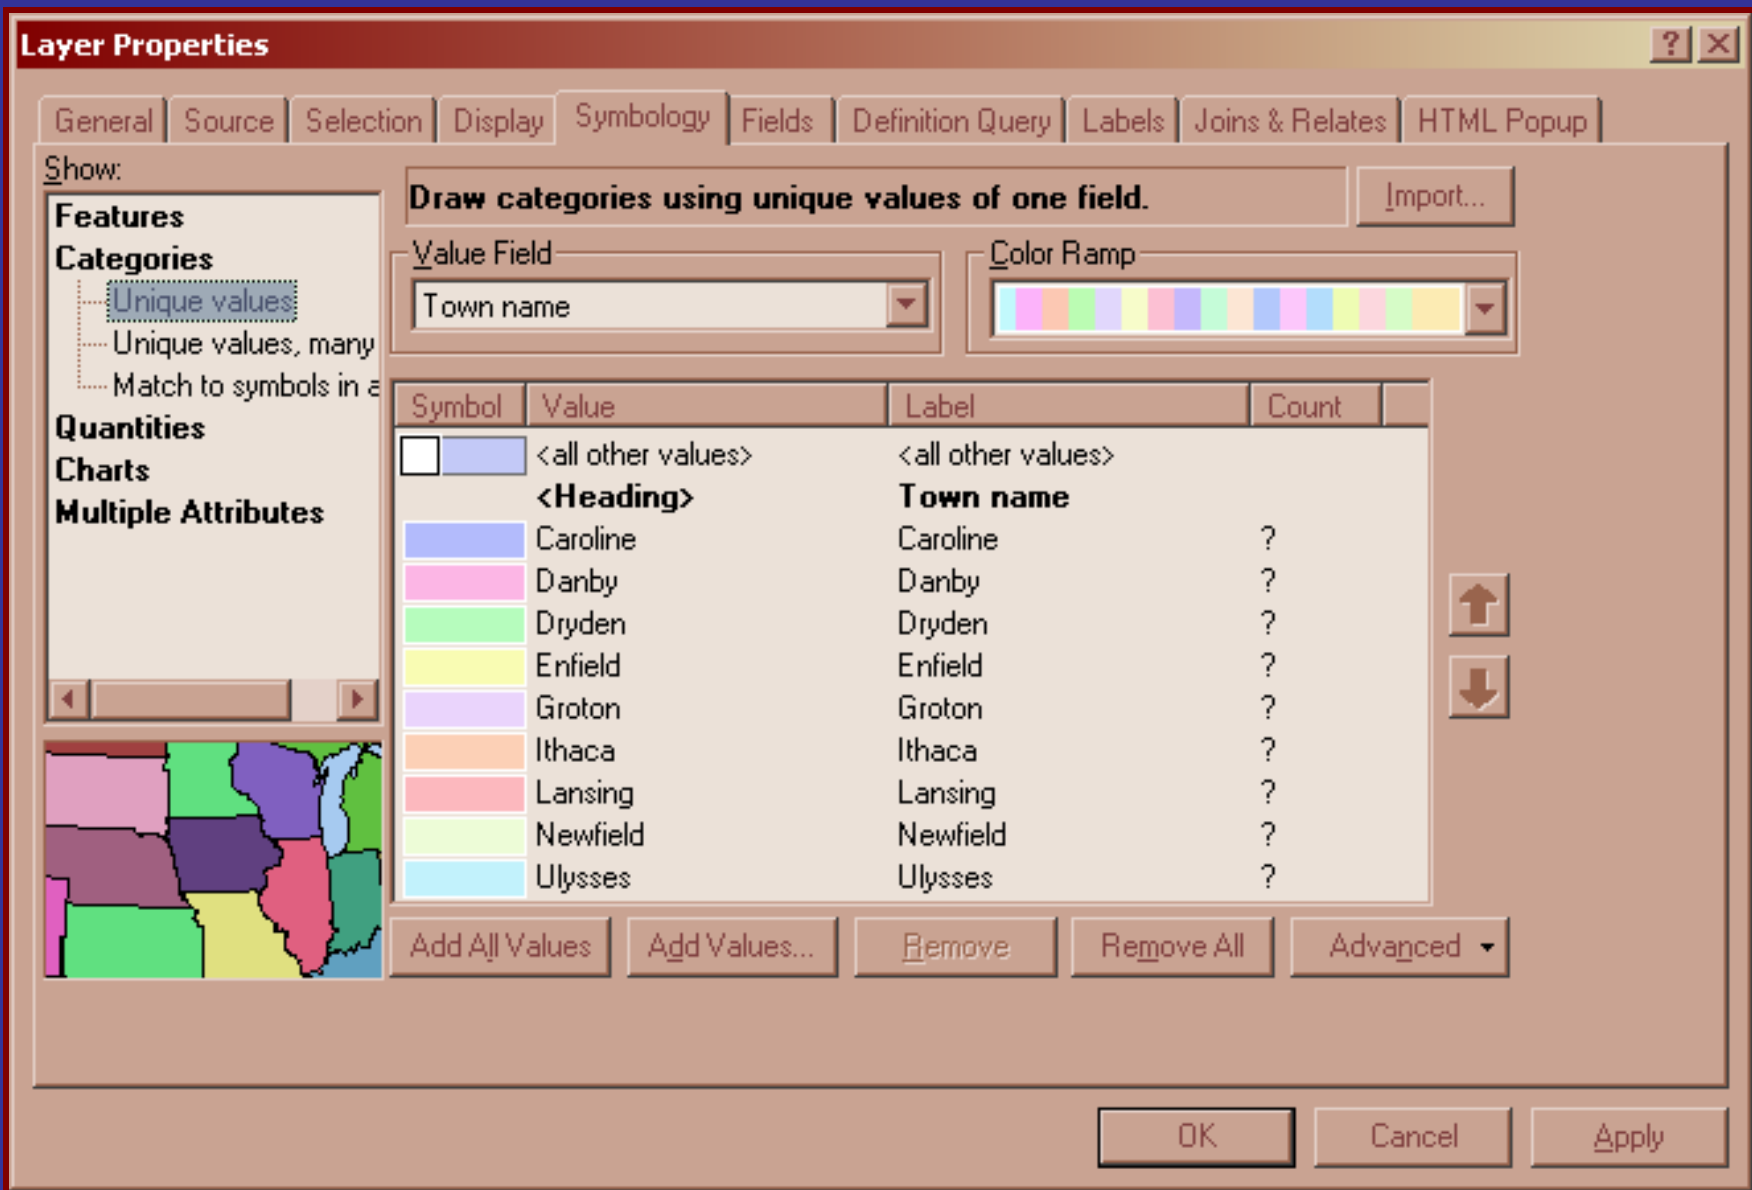 Layer Properties
General Source Selection Display Symbology Fields Definition Query Labels Joins & Relates HTML Popup
Show:
Features
Categories
Unique values
Unique values, many
Match to symbols in a
Quantities
Charts
Multiple Attributes
Draw categories using unique values of one field.
Import...
Value Field
Town name
Color Ramp
Symbol Value Label Count
<all other values> <all other values>
<Heading> Town name
Caroline Caroline ?
Danby Danby ?
Dryden Dryden ?
Enfield Enfield ?
Groton Groton ?
Ithaca Ithaca ?
Lansing Lansing ?
Newfield Newfield ?
Ulysses Ulysses ?
Add All Values Add Values... Remove Remove All Advanced
OK Cancel Apply